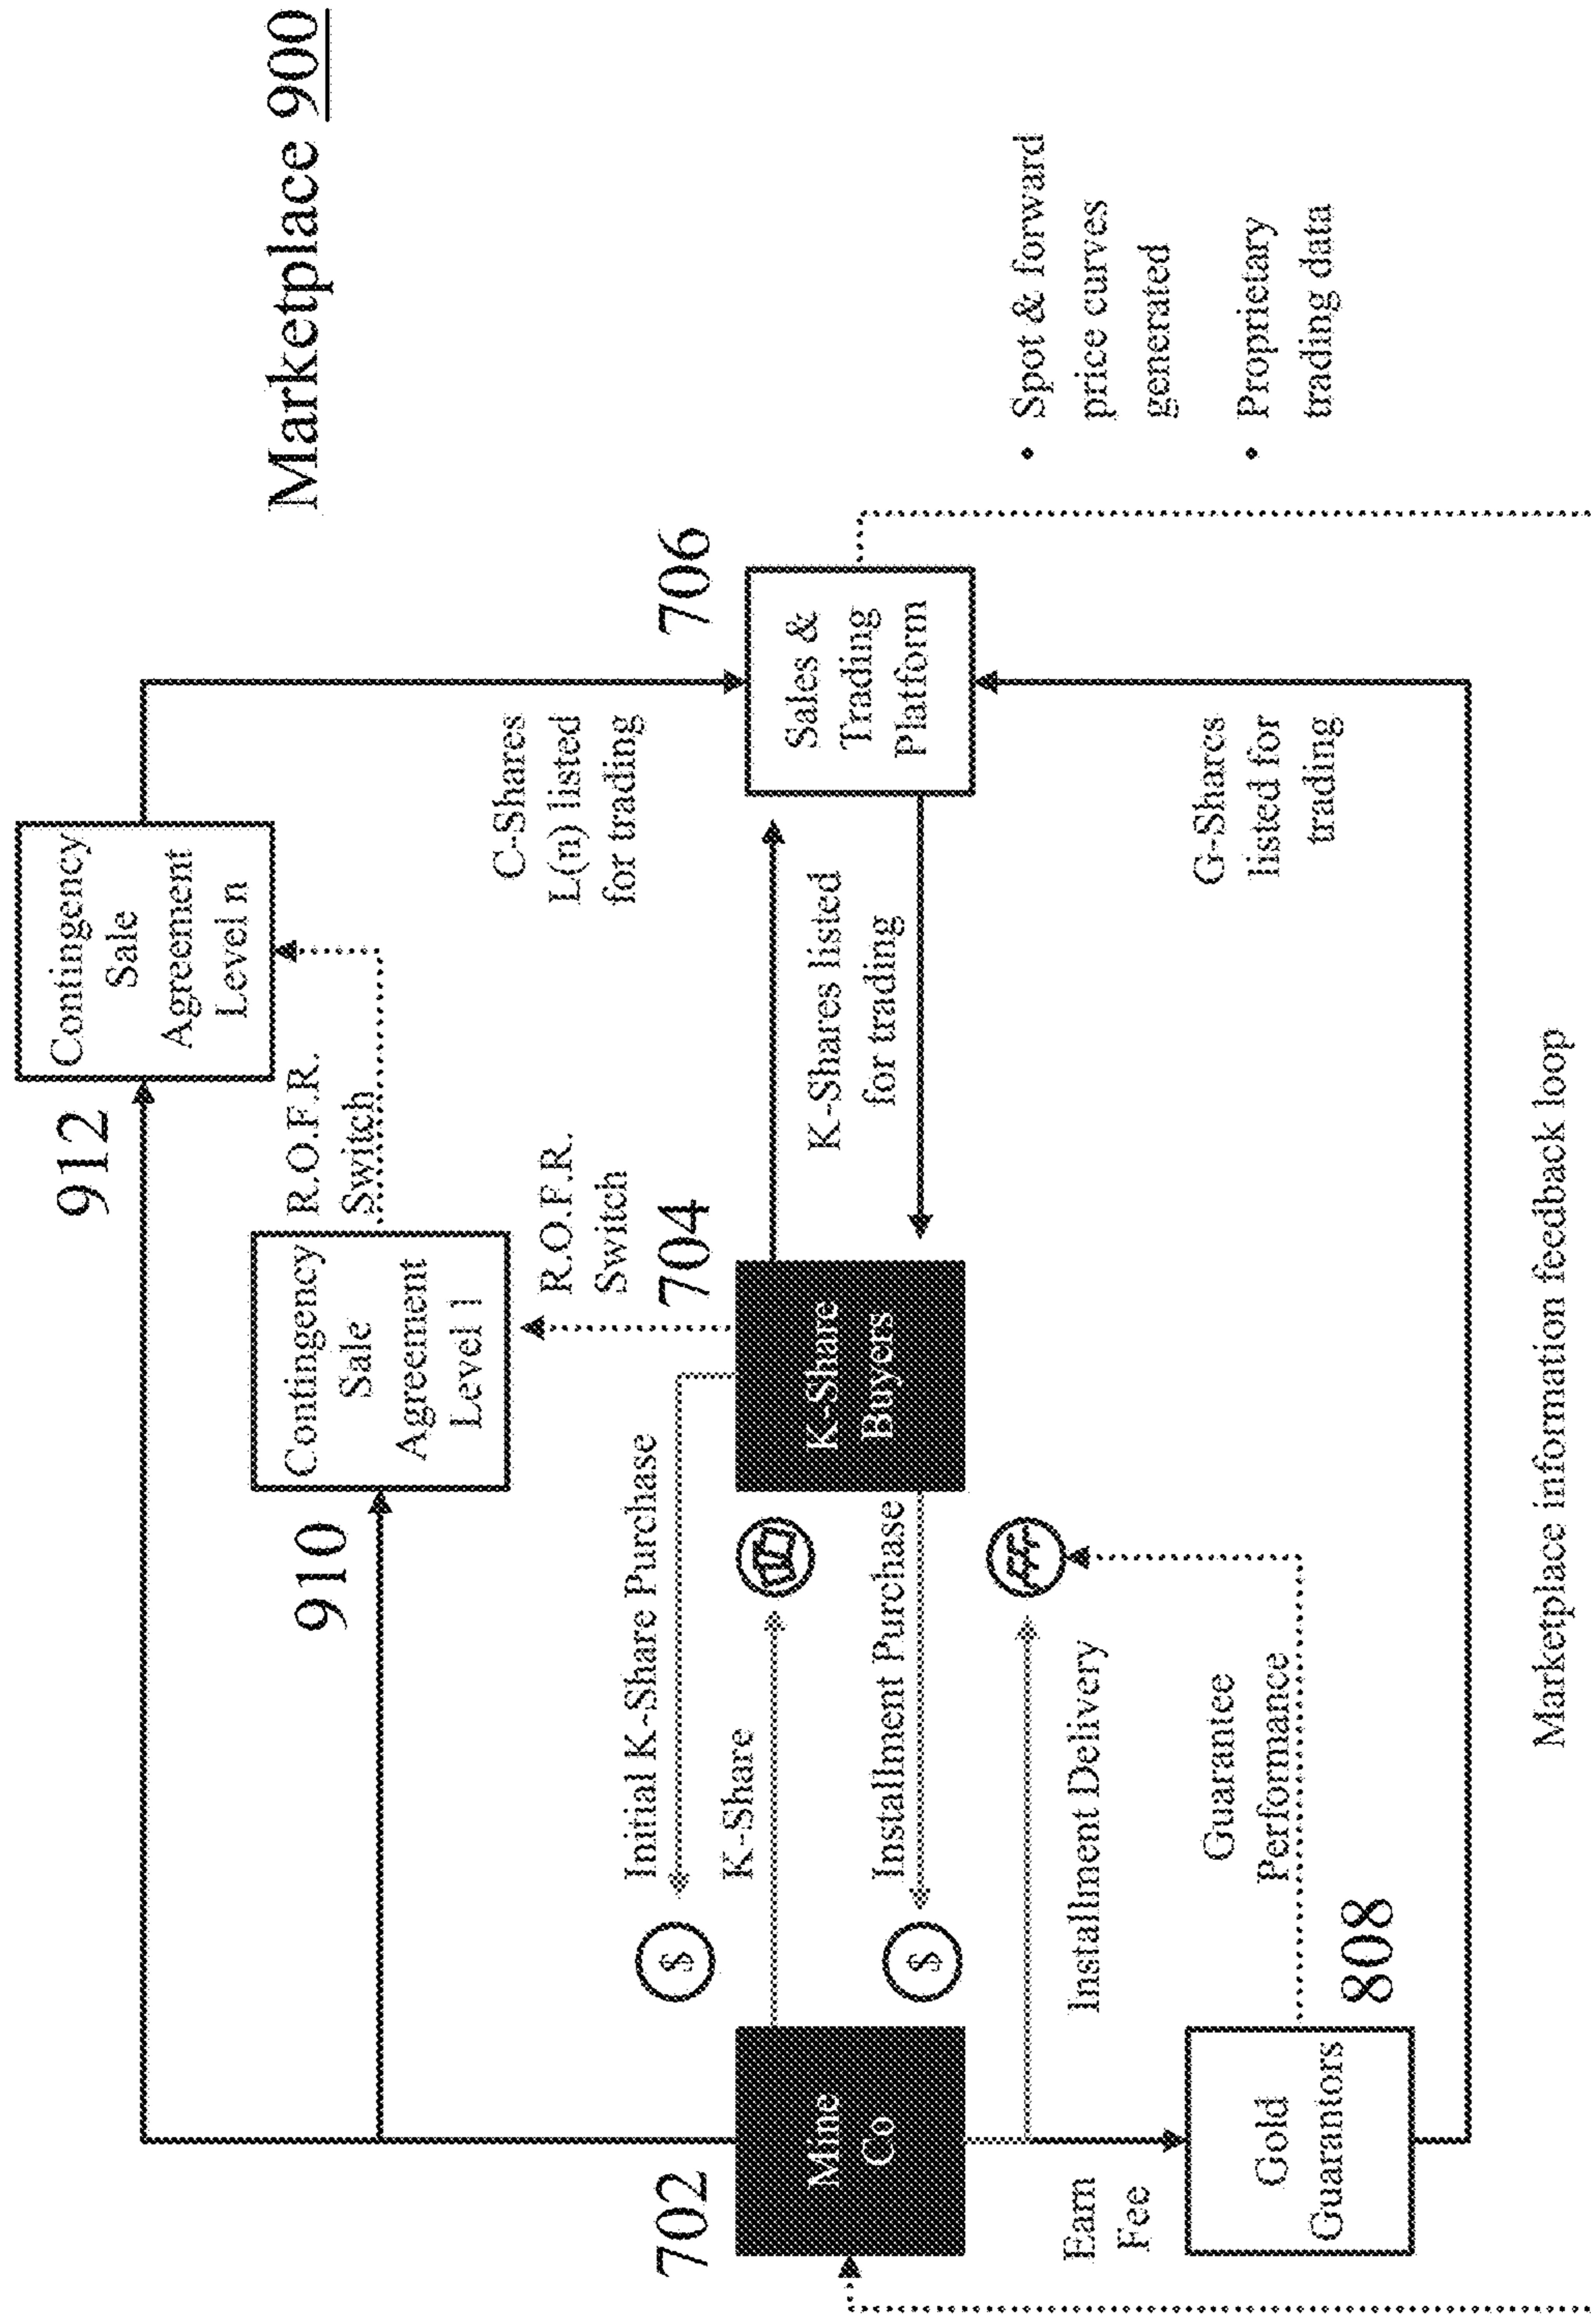 Marketplace 900
912
Contingency
Sale
Agreement
Level n
R.O.F.R.
Switch
910
Contingency
Sale
Agreement
Level 1
R.O.F.R.
Switch
C-Shares
L(n) listed
for trading
702
Mine
Co
Initial K-Share Purchase
$
K-Share
Installment Purchase
$
704
K-Share
Buyers
K-Shares listed
for trading
706
Sales &
Trading
Platform
Installment Delivery
Earn
Fee
Gold
Guarantors
808
Guarantee
Performance
G-Shares
listed for
trading
• Spot & forward
price curves
generated
• Proprietary
trading data
Marketplace information feedback loop